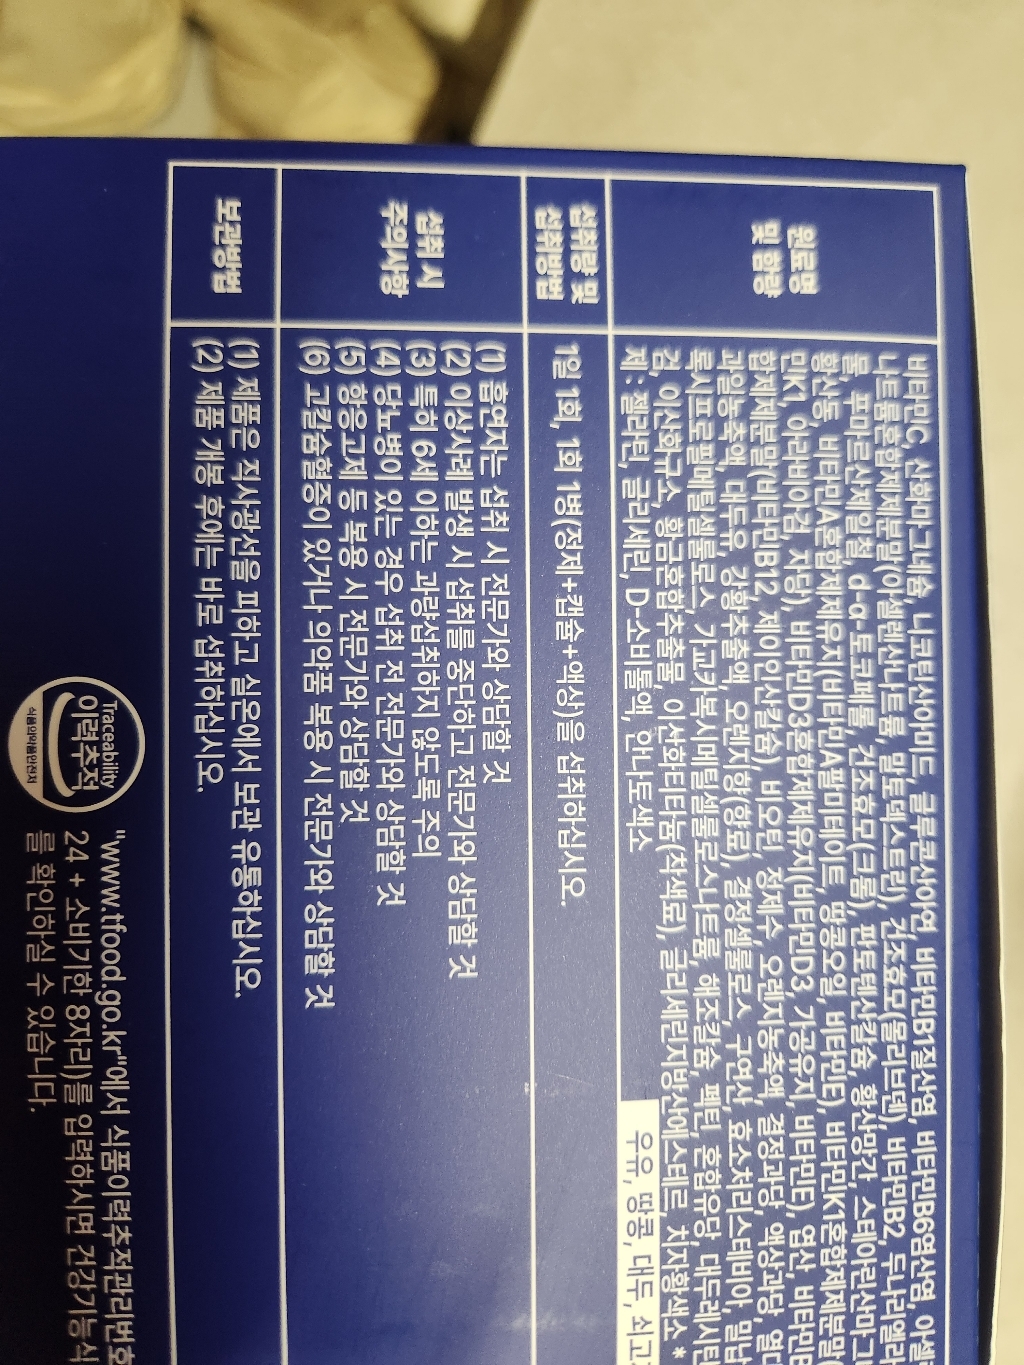 원료명
및 함량
비타민C, 산화마그네슘, 니코틴산아미드, 글루콘산아연, 비타민B1질산염, 비타민B6염산염, 아셀
나트륨혼합제제분말(아셀렌산나트륨, 말토덱스트린), 건조효모(몰리브덴), 비타민B2, 두나리엘라
물, 푸마르산제일철, d-α-토코페롤, 건조효모(크롬), 판토텐산칼슘, 황산망간, 스테아린산마그
황산동, 비타민A혼합제제유지(비타민A팔미테이트, 땅콩오일, 비타민E), 비타민K1혼합제제분말(
민K1, 아라비아검, 자당), 비타민D3혼합제제유지(비타민D3, 가공유지, 비타민E), 엽산, 비타민B
합제제분말(비타민B12, 제이인산칼슘), 비오틴, 정제수, 오렌지농축액, 결정과당, 액상과당,
과일농축액, 대두유, 강황추출액, 오렌지향(향료), 결정셀룰로스, 구연산, 효소처리스테비아, 밀납
록시프로필메틸셀룰로스, 카복시메틸셀룰로스나트륨, 해조칼슘, 펙틴, 혼합유당, 대두레시틴
검, 이산화규소, 황금혼합추출물, 이산화티타늄(착색료), 글리세린지방산에스테르, 치자황색소 *
제 : 젤라틴, 글리세린, D-소비톨액, 안나토색소
우유, 땅콩, 대두, 쇠고
섭취량 및
섭취방법
1일 1회, 1회 1병(정제+캡슐+액상)을 섭취하십시오.
섭취 시
주의사항
(1) 흡연자는 섭취 시 전문가와 상담할 것
(2) 이상사례 발생 시 섭취를 중단하고 전문가와 상담할 것
(3) 특히 6세 이하는 과량섭취하지 않도록 주의
(4) 당뇨병이 있는 경우 섭취 전 전문가와 상담할 것
(5) 항응고제 등 복용 시 전문가와 상담할 것
(6) 고칼슘혈증이 있거나 의약품 복용 시 전문가와 상담할 것
보관방법
(1) 제품은 직사광선을 피하고 실온에서 보관 유통하십시오.
(2) 제품 개봉 후에는 바로 섭취하십시오.
Traceability
이력추적
식품의약품안전처
"www.tfood.go.kr"에서 식품이력추적관리번호
24 + 소비기한 8자리)를 입력하시면 건강기능식
를 확인하실 수 있습니다.